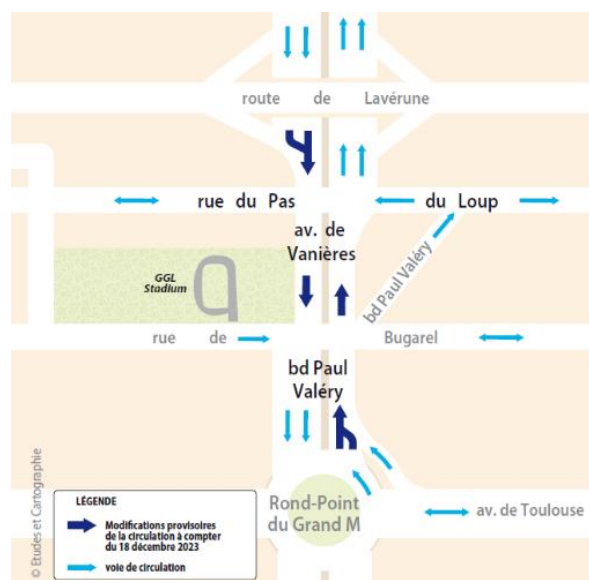 route de Lavérune
rue du Pas du Loup
av. de
Vanières
GGL
Stadium
bd Paul Valéry
rue de Bugarel
bd Paul
Valéry
Rond-Point
du Grand M
av. de Toulouse
LÉGENDE
Modifications provisoires
de la circulation à compter
du 18 décembre 2023
voie de circulation
© Etudes et Cartographie